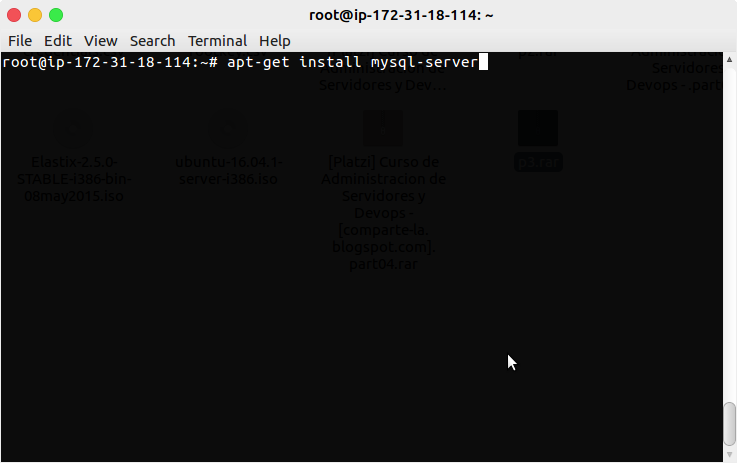 root@ip-172-31-18-114: ~
File Edit View Search Terminal Help
root@ip-172-31-18-114:~# apt-get install mysql-server
Administracion de
Servidores y Dev...
Servidores
Devops - .part
Elastix-2.5.0-
STABLE-i386-bin-
08may2015.iso
ubuntu-16.04.1-
server-i386.iso
[Platzi] Curso de
Administracion de
Servidores y
Devops -
[comparte-la.
blogspot.com].
part04.rar
p3.rar